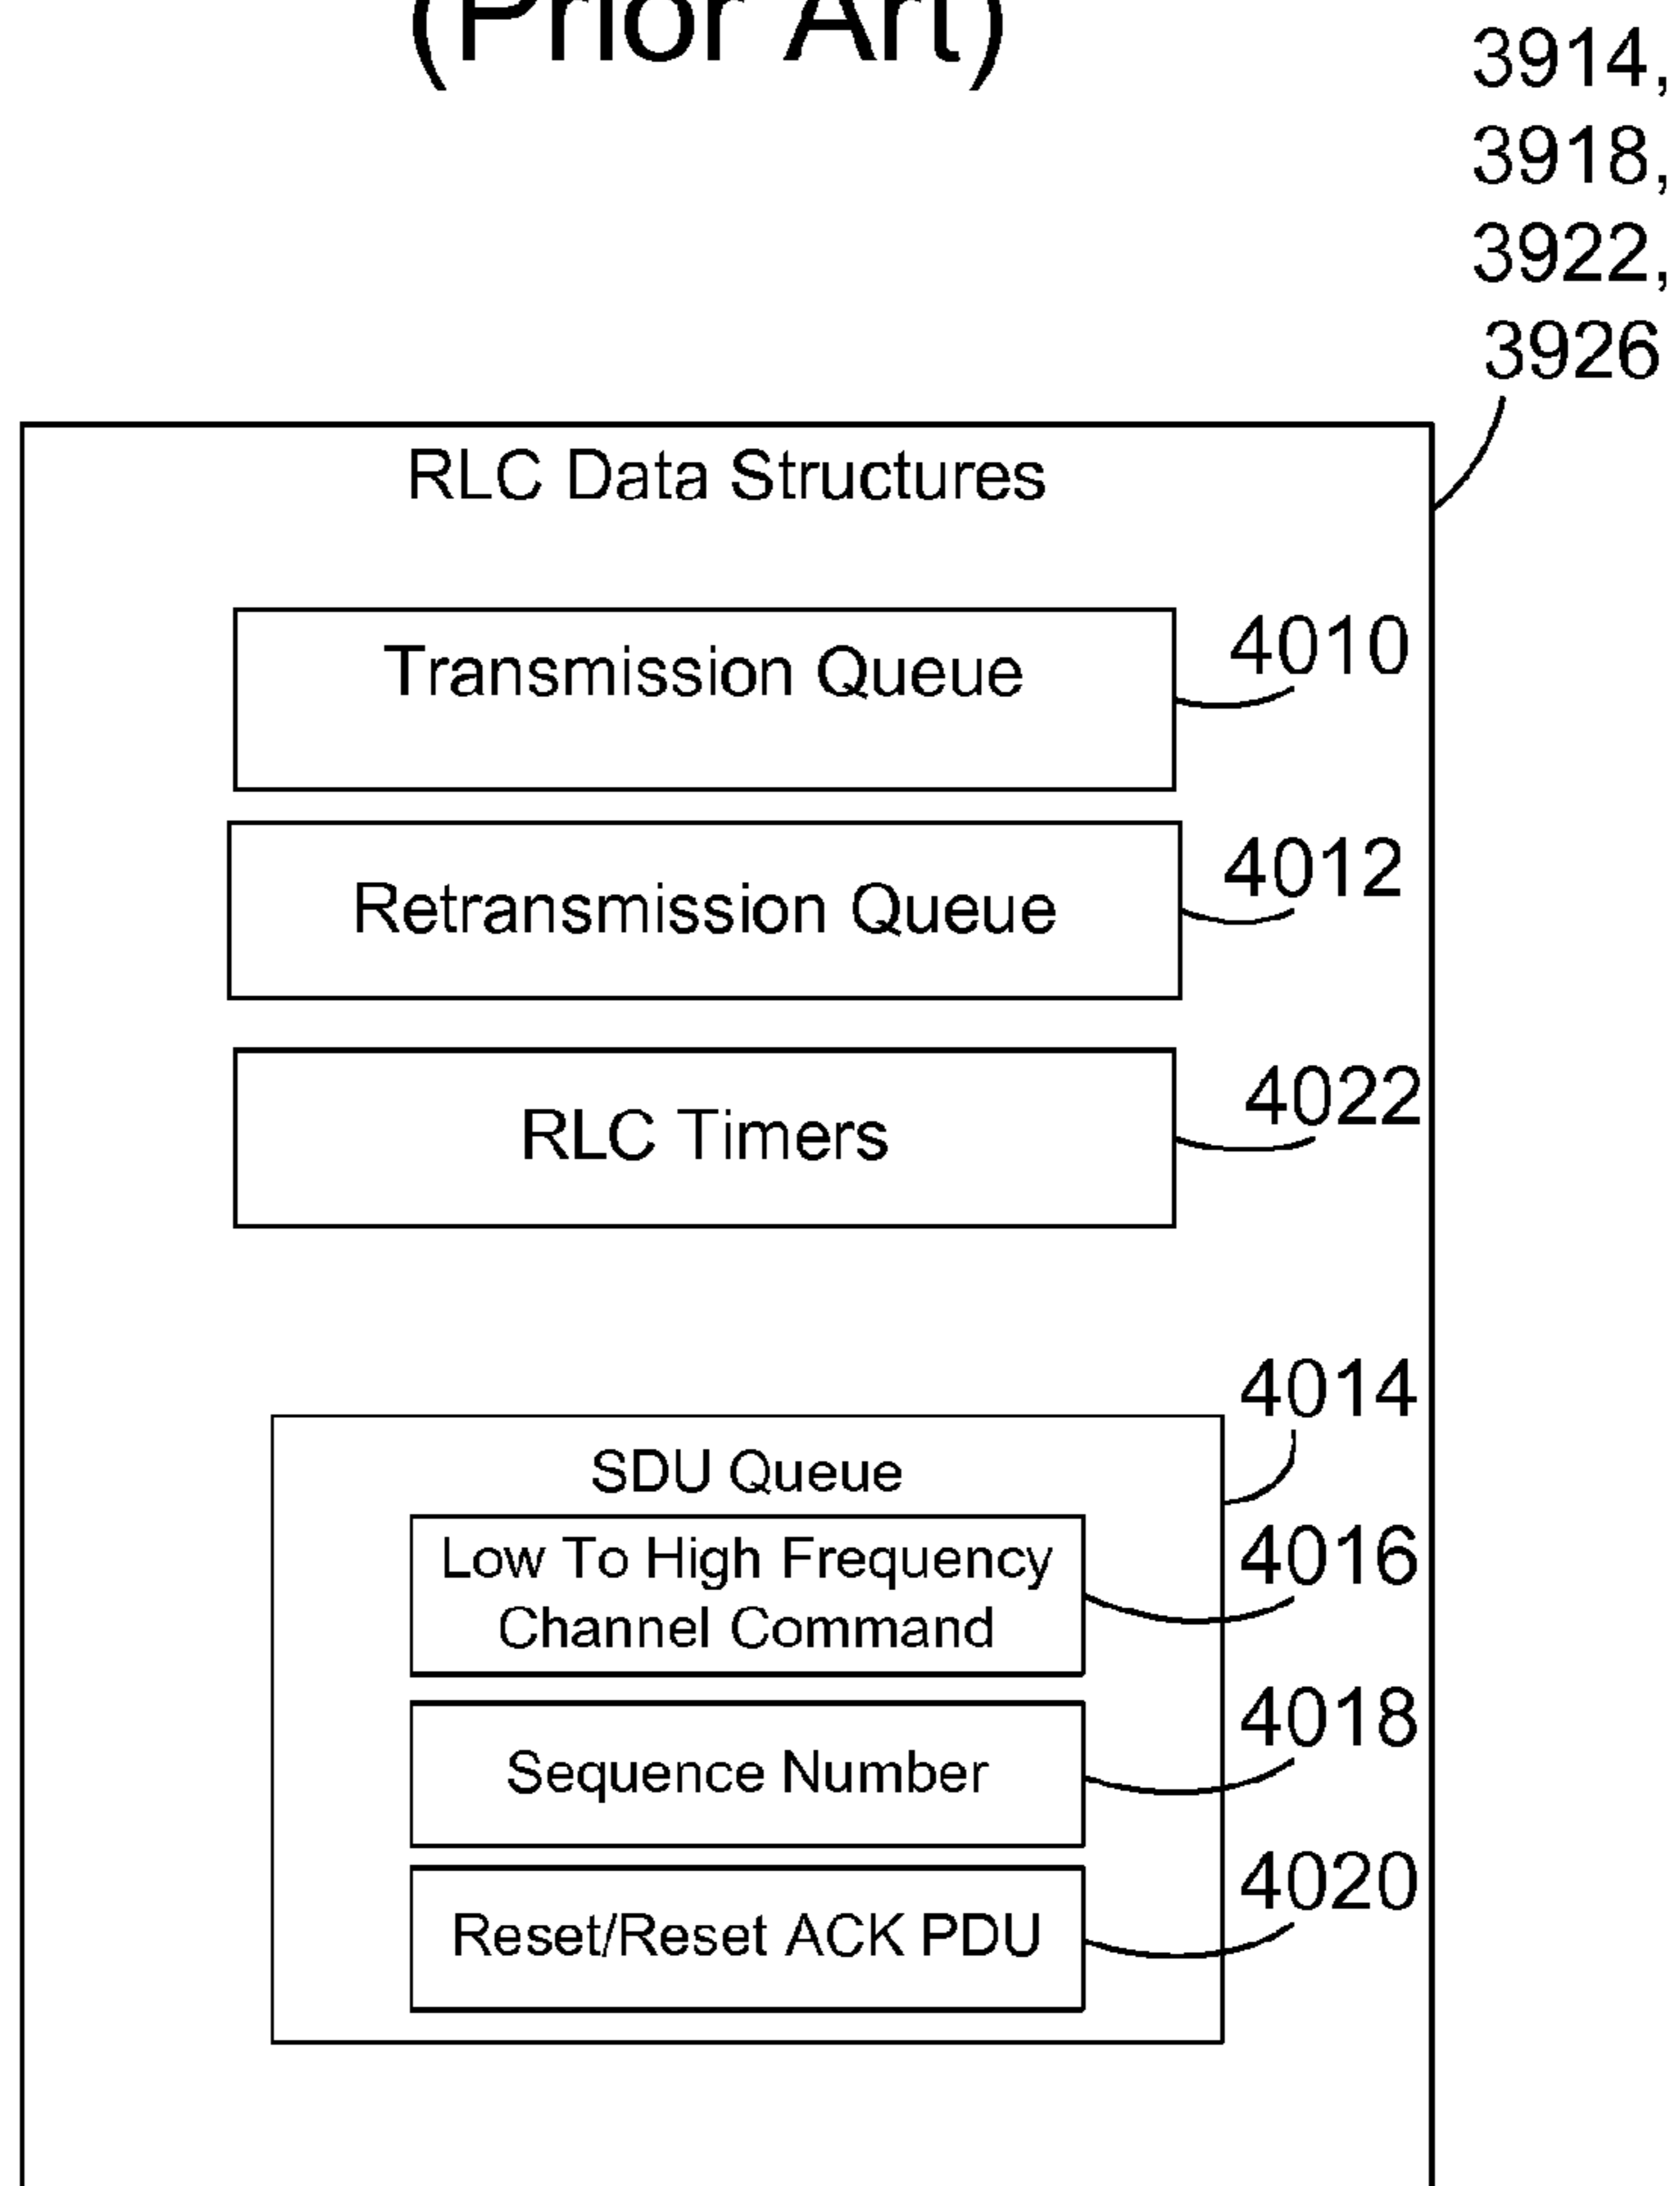 (Prior Art)
3914,
3918,
3922,
3926
RLC Data Structures
Transmission Queue
4010
Retransmission Queue
4012
RLC Timers
4022
4014
SDU Queue
Low To High Frequency
Channel Command
4016
Sequence Number
4018
Reset/Reset ACK PDU
4020